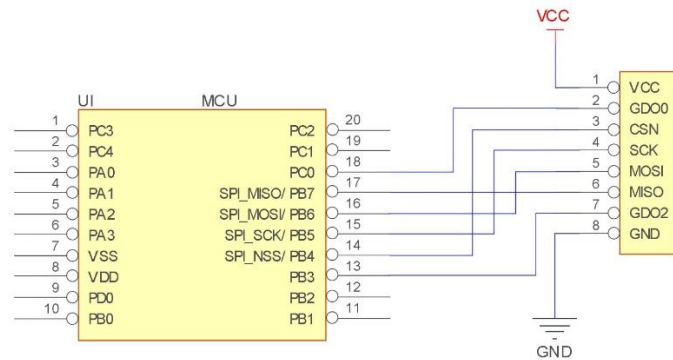 VCC
UI MCU
1 PC3
2 PC4
3 PA0
4 PA1
5 PA2
6 PA3
7 VSS
8 VDD
9 PD0
10 PB0
PC2 20
PC1 19
PC0 18
SPI_MISO/ PB7 17
SPI_MOSI/ PB6 16
SPI_SCK/ PB5 15
SPI_NSS/ PB4 14
PB3 13
PB2 12
PB1 11
1 VCC
2 GDO0
3 CSN
4 SCK
5 MOSI
6 MISO
7 GDO2
8 GND
GND